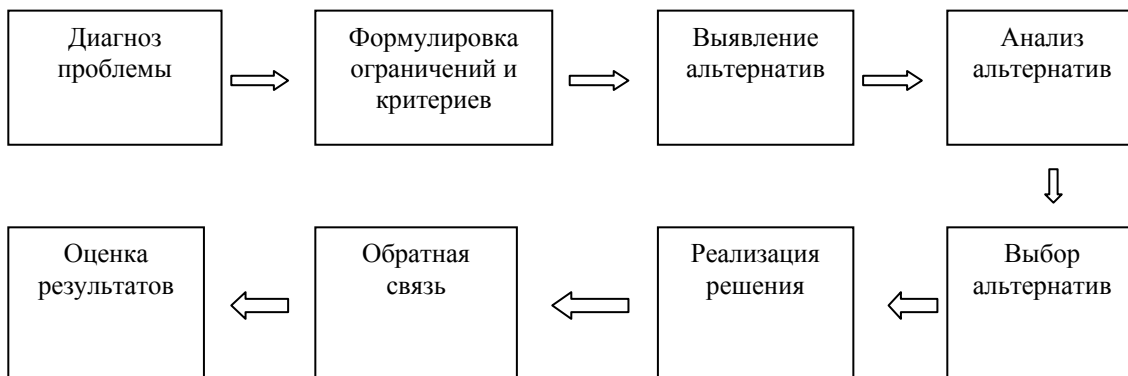 Диагноз
проблемы
Формулировка
ограничений и
критериев
Выявление
альтернатив
Анализ
альтернатив
Оценка
результатов
Обратная
связь
Реализация
решения
Выбор
альтернатив